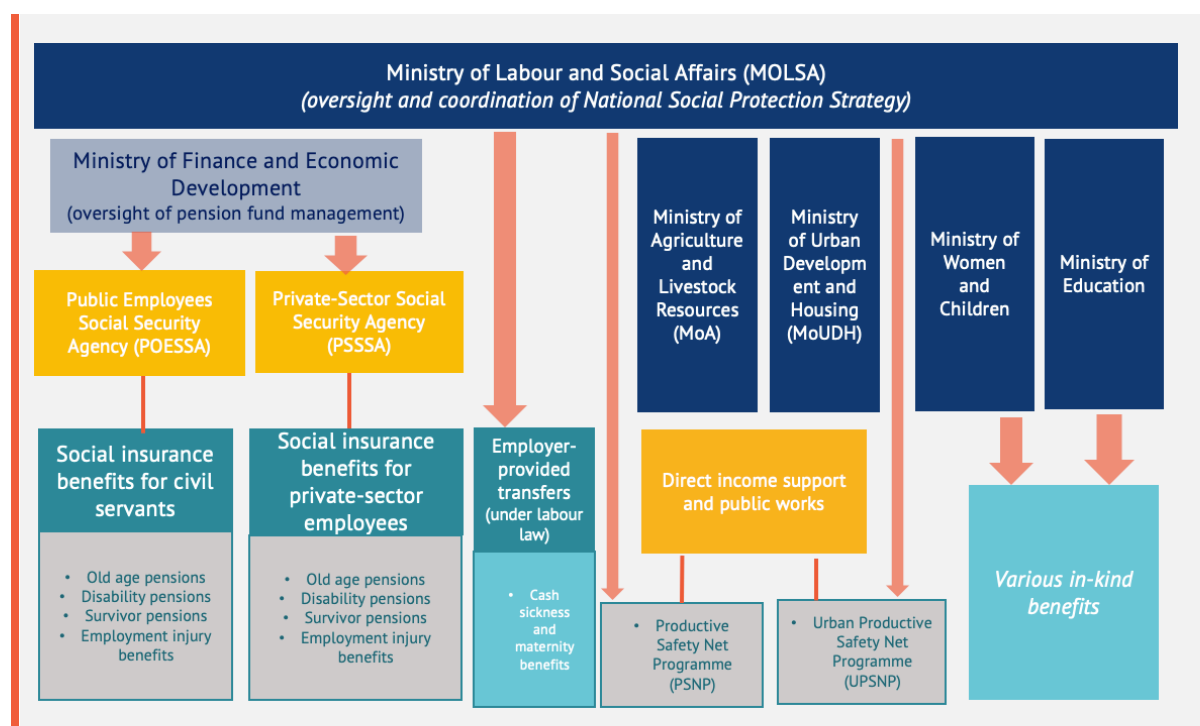 Ministry of Labour and Social Affairs (MOLSA)
(oversight and coordination of National Social Protection Strategy)
Ministry of Finance and Economic
Development
(oversight of pension fund management)
Public Employees
Social Security
Agency (POESSA)
Private-Sector Social
Security Agency
(PSSSA)
Ministry of
Agriculture
and
Livestock
Resources
(MoA)
Ministry
of Urban
Developm
ent and
Housing
(MoUDH)
Ministry of
Women
and
Children
Ministry of
Education
Social insurance
benefits for civil
servants
• Old age pensions
• Disability pensions
• Survivor pensions
• Employment injury
benefits
Social insurance
benefits for
private-sector
employees
• Old age pensions
• Disability pensions
• Survivor pensions
• Employment injury
benefits
Employer-
provided
transfers
(under labour
law)
• Cash
sickness
and
maternity
benefits
Direct income support
and public works
• Productive
Safety Net
Programme
(PSNP)
• Urban Productive
Safety Net
Programme
(UPSNP)
Various in-kind
benefits